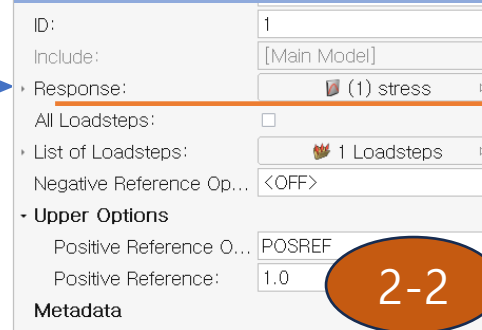 ID: 1
Include: [Main Model]
Response: (1) stress
All Loadsteps:
List of Loadsteps: 1 Loadsteps
Negative Reference Op... <OFF>
Upper Options
Positive Reference O... POSREF
Positive Reference: 1.0
2-2
Metadata